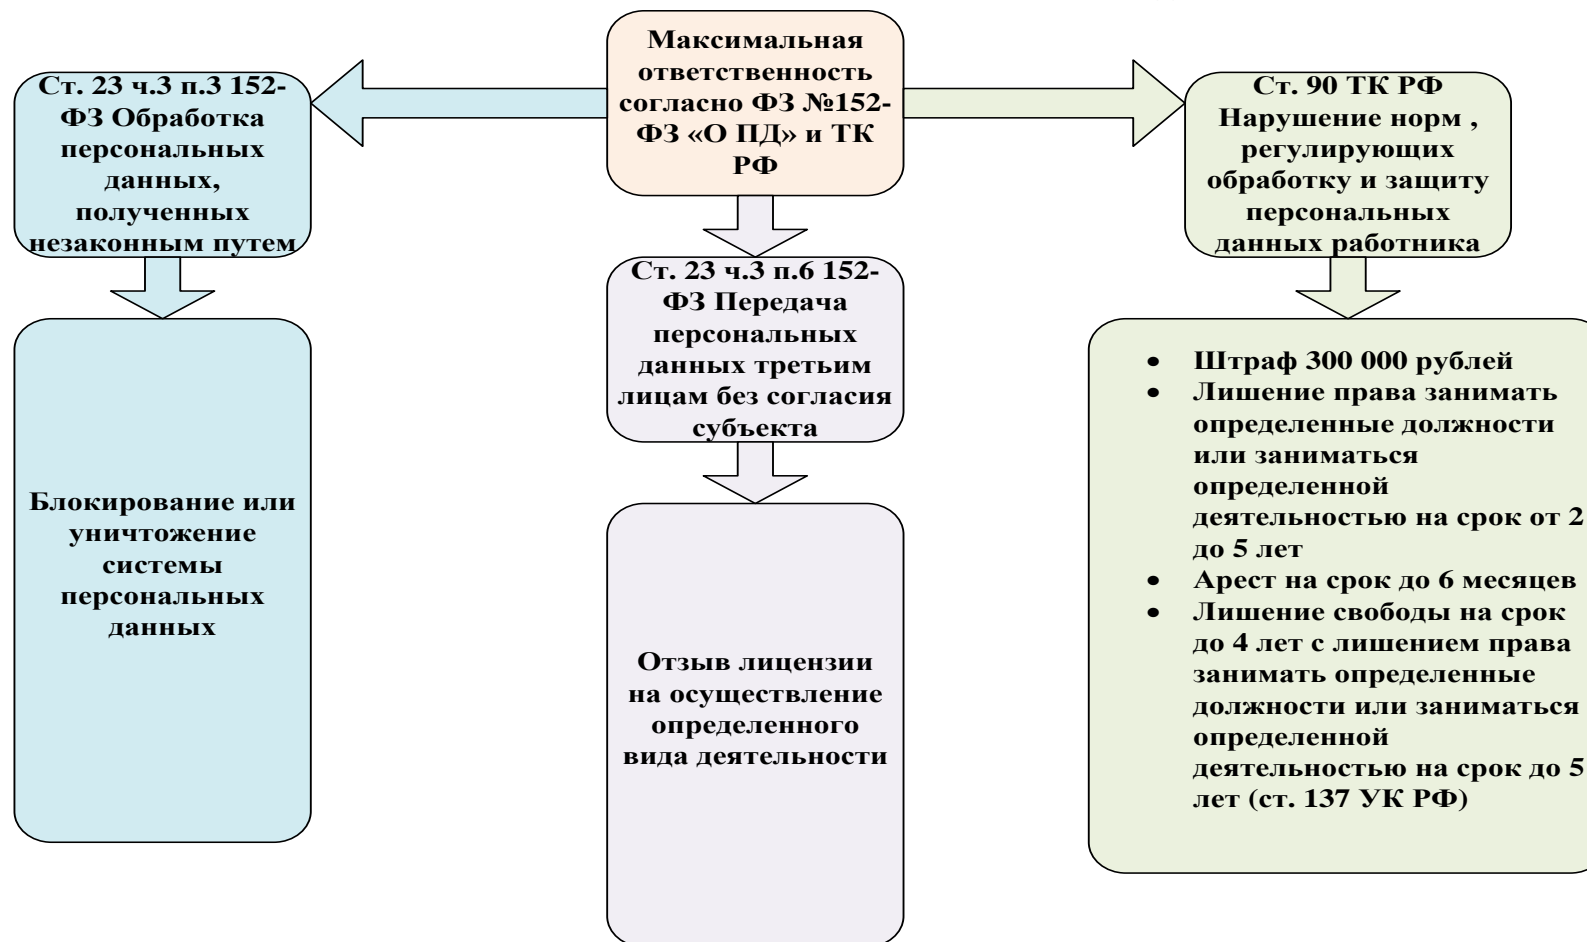 Максимальная
ответственность
согласно ФЗ №152-
ФЗ «О ПД» и ТК
РФ
Ст. 23 ч.3 п.3 152-
ФЗ Обработка
персональных
данных,
полученных
незаконным путем
Блокирование или
уничтожение
системы
персональных
данных
Ст. 23 ч.3 п.6 152-
ФЗ Передача
персональных
данных третьим
лицам без согласия
субъекта
Отзыв лицензии
на осуществление
определенного
вида деятельности
Ст. 90 ТК РФ
Нарушение норм ,
регулирующих
обработку и защиту
персональных
данных работника
• Штраф 300 000 рублей
• Лишение права занимать
определенные должности
или заниматься
определенной
деятельностью на срок от 2
до 5 лет
• Арест на срок до 6 месяцев
• Лишение свободы на срок
до 4 лет с лишением права
занимать определенные
должности или заниматься
определенной
деятельностью на срок до 5
лет (ст. 137 УК РФ)